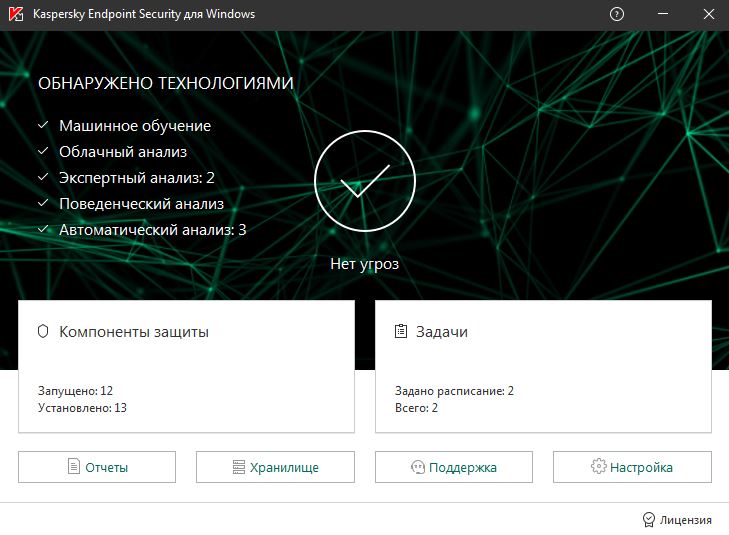 Kaspersky Endpoint Security для Windows
ОБНАРУЖЕНО ТЕХНОЛОГИЯМИ
Машинное обучение
Облачный анализ
Экспертный анализ: 2
Поведенческий анализ
Автоматический анализ: 3
Нет угроз
Компоненты защиты
Запущено: 12
Установлено: 13
Задачи
Задано расписание: 2
Всего: 2
Отчеты
Хранилище
Поддержка
Настройка
Лицензия